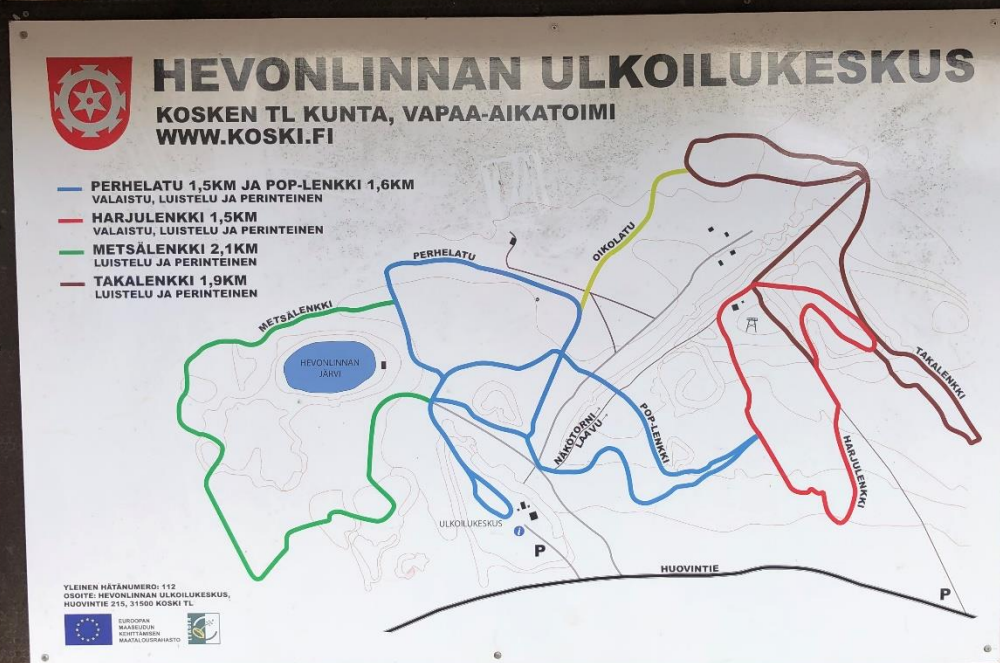 HEVONLINNAN ULKOILUKESKUS
KOSKEN TL KUNTA, VAPAA-AIKATOIMI
WWW.KOSKI.FI
PERHELATU 1,5KM JA POP-LENKKI 1,6KM
VALAISTU, LUISTELU JA PERINTEINEN
HARJULENKKI 1,5KM
VALAISTU, LUISTELU JA PERINTEINEN
METSÄLENKKI 2,1KM
LUISTELU JA PERINTEINEN
TAKALENKKI 1,9KM
LUISTELU JA PERINTEINEN
OIKOLATU
PERHELATU
METSÄLENKKI
HEVONLINNAN
JÄRVI
TAKALENKKI
NÄKÖTORNI→
LAAVU→
POP-LENKKI
HARJULENKKI
ULKOILUKESKUS
i
P
HUOVINTIE
P
YLEINEN HÄTÄNUMERO: 112
OSOITE: HEVONLINNAN ULKOILUKESKUS,
HUOVINTIE 215, 31500 KOSKI TL
EUROOPAN
MAASEUDUN
KEHITTÄMISEN
MAATALOUSRAHASTO